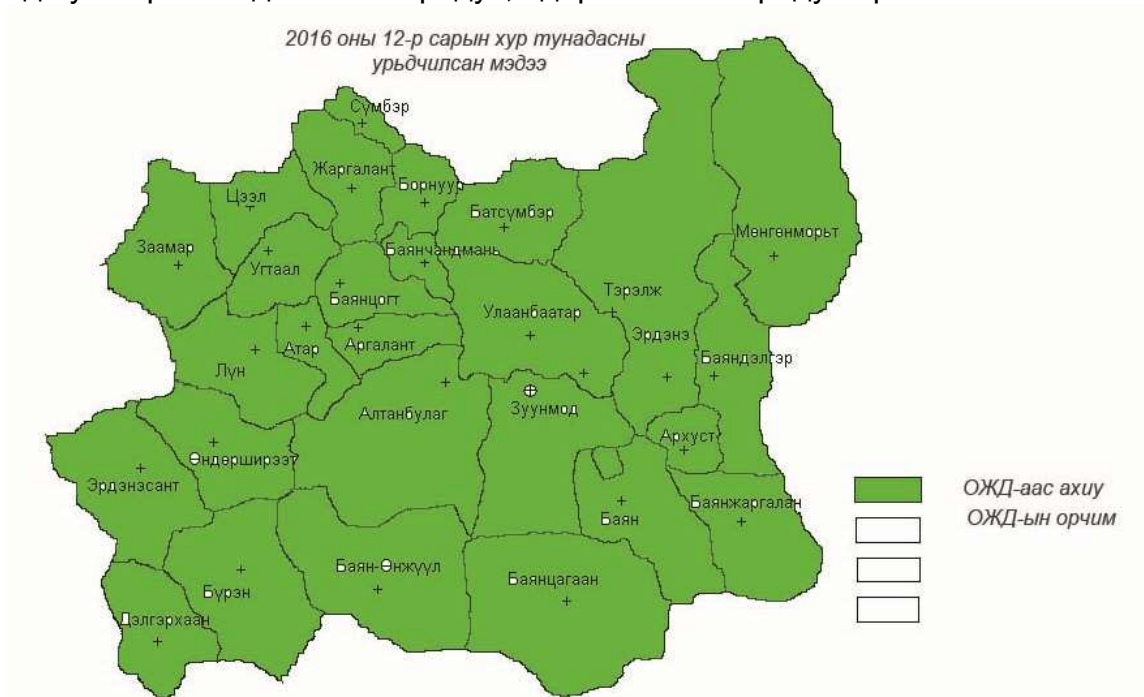 2016 оны 12-р сарын хур тунадасны
урьдчилсан мэдээ
Сүмбэр
Жаргалант
Борнуур
Цээл
Батсүмбэр
Мөнгөнморьт
Заамар
Угтаал
Баянчандмань
Баянцогт
Тэрэлж
Улаанбаатар
Эрдэнэ
Баяндэлгэр
Лүн
Атар
Аргалант
Алтанбулаг
Зуунмод
Архуст
Өндөрширээт
Эрдэнэсант
Баян
Баянжаргалан
Бүрэн
Баян-Өнжүүл
Баянцагаан
Дэлгэрхаан
ОЖД-аас ахиу
ОЖД-ын орчим